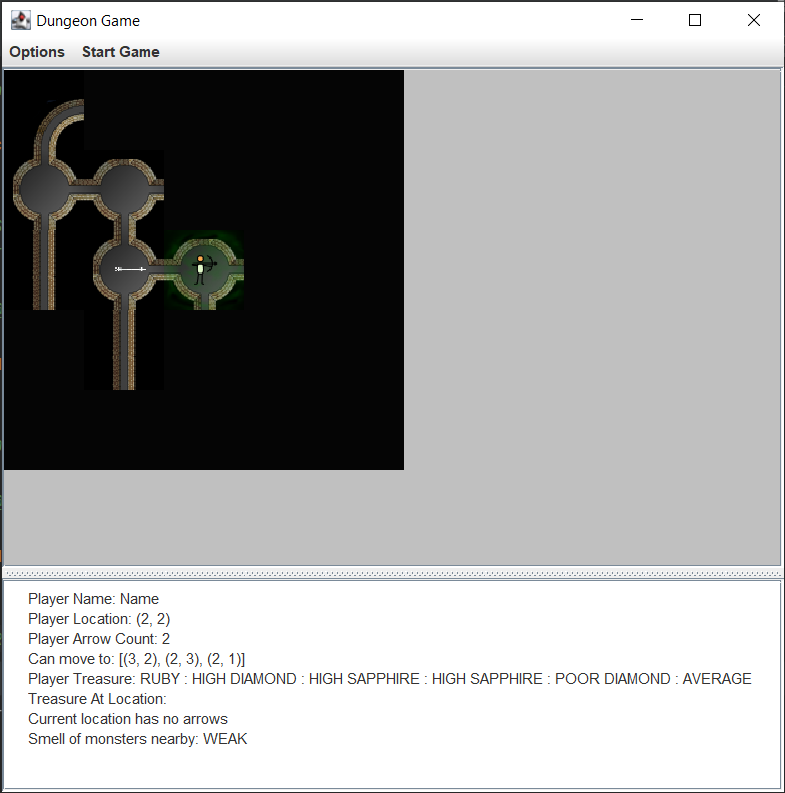 Dungeon Game
Options Start Game
Player Name: Name
Player Location: (2, 2)
Player Arrow Count: 2
Can move to: [(3, 2), (2, 3), (2, 1)]
Player Treasure: RUBY : HIGH DIAMOND : HIGH SAPPHIRE : HIGH SAPPHIRE : POOR DIAMOND : AVERAGE
Treasure At Location:
Current location has no arrows
Smell of monsters nearby: WEAK